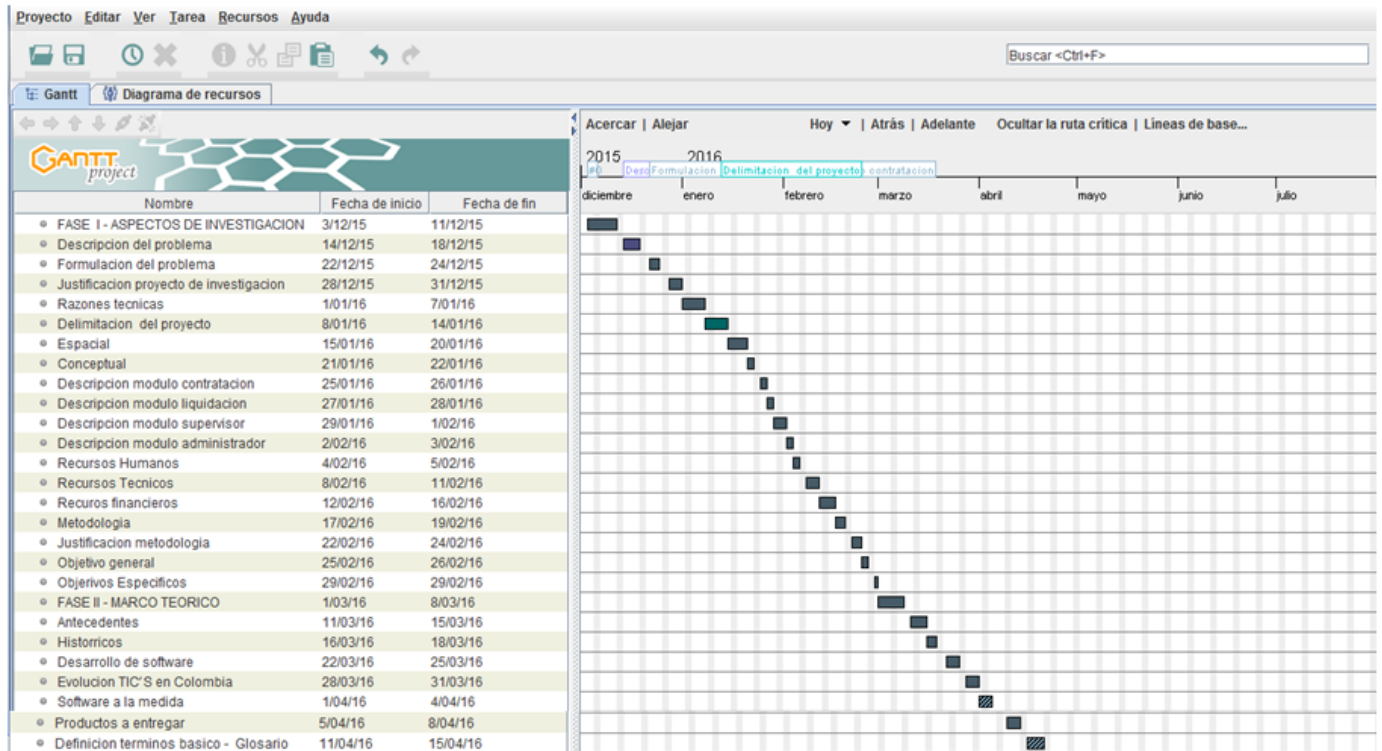 Proyecto Editar Ver Tarea Recursos Ayuda
Buscar <Ctrl+F>
Gantt Diagrama de recursos
Acercar | Alejar Hoy | Atrás | Adelante Ocultar la ruta crítica | Líneas de base...
GANTT project
2015 2016
Desc Formulacion Delimitacion del proyecto contratacion
diciembre enero febrero marzo abril mayo junio julio
Nombre Fecha de inicio Fecha de fin
FASE I - ASPECTOS DE INVESTIGACION 3/12/15 11/12/15
Descripcion del problema 14/12/15 18/12/15
Formulacion del problema 22/12/15 24/12/15
Justificacion proyecto de investigacion 28/12/15 31/12/15
Razones tecnicas 1/01/16 7/01/16
Delimitacion del proyecto 8/01/16 14/01/16
Espacial 15/01/16 20/01/16
Conceptual 21/01/16 22/01/16
Descripcion modulo contratacion 25/01/16 26/01/16
Descripcion modulo liquidacion 27/01/16 28/01/16
Descripcion modulo supervisor 29/01/16 1/02/16
Descripcion modulo administrador 2/02/16 3/02/16
Recursos Humanos 4/02/16 5/02/16
Recursos Tecnicos 8/02/16 11/02/16
Recuros financieros 12/02/16 16/02/16
Metodologia 17/02/16 19/02/16
Justificacion metodologia 22/02/16 24/02/16
Objetivo general 25/02/16 26/02/16
Objerivos Especificos 29/02/16 29/02/16
FASE II - MARCO TEORICO 1/03/16 8/03/16
Antecedentes 11/03/16 15/03/16
Historricos 16/03/16 18/03/16
Desarrollo de software 22/03/16 25/03/16
Evolucion TIC'S en Colombia 28/03/16 31/03/16
Software a la medida 1/04/16 4/04/16
Productos a entregar 5/04/16 8/04/16
Definicion terminos basico - Glosario 11/04/16 15/04/16